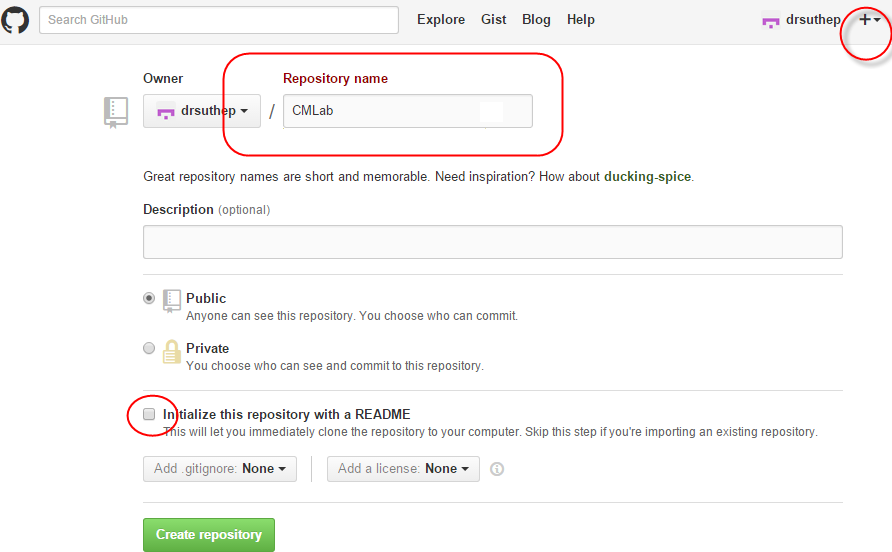 Search GitHub Explore Gist Blog Help drsuthep
Owner Repository name
drsuthep / CMLab
Great repository names are short and memorable. Need inspiration? How about ducking-spice.
Description (optional)
Public
Anyone can see this repository. You choose who can commit.
Private
You choose who can see and commit to this repository.
Initialize this repository with a README
This will let you immediately clone the repository to your computer. Skip this step if you're importing an existing repository.
Add .gitignore: None Add a license: None
Create repository